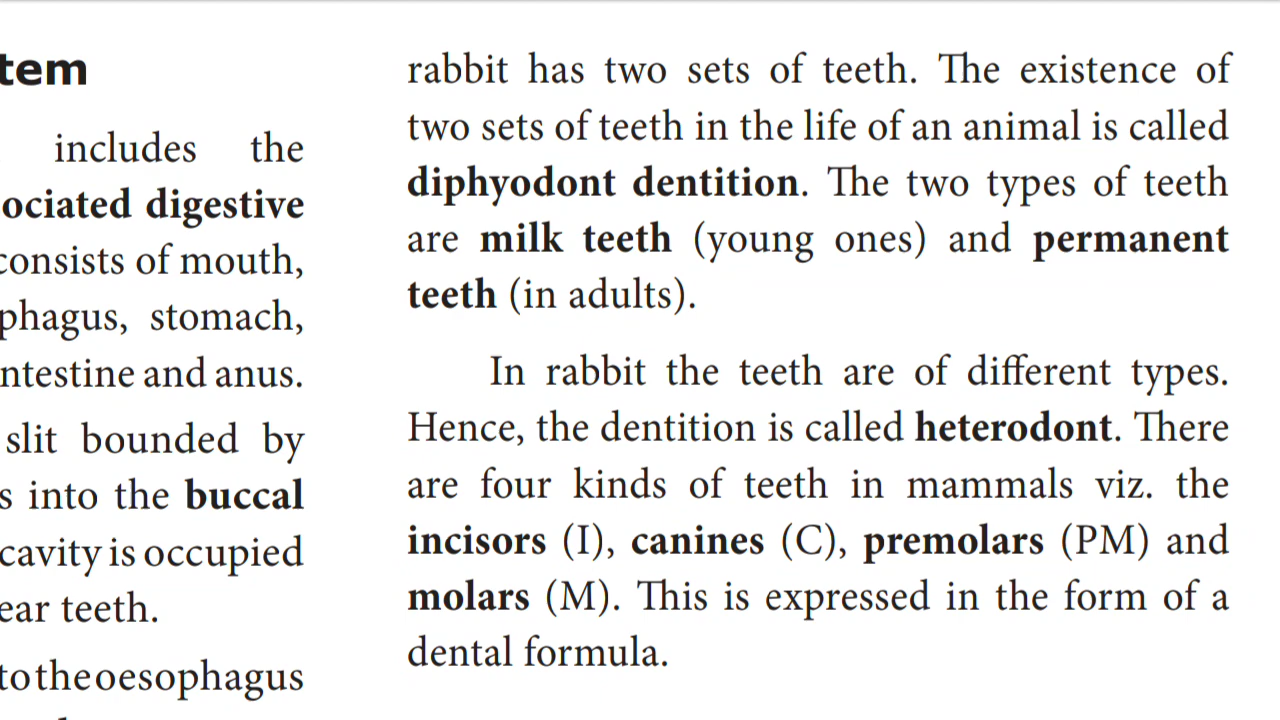 tem
includes the
ociated digestive
consists of mouth,
phagus, stomach,
ntestine and anus.
slit bounded by
s into the buccal
cavity is occupied
ear teeth.
to the oesophagus
rabbit has two sets of teeth. The existence of
two sets of teeth in the life of an animal is called
diphyodont dentition. The two types of teeth
are milk teeth (young ones) and permanent
teeth (in adults).
In rabbit the teeth are of different types.
Hence, the dentition is called heterodont. There
are four kinds of teeth in mammals viz. the
incisors (I), canines (C), premolars (PM) and
molars (M). This is expressed in the form of a
dental formula.